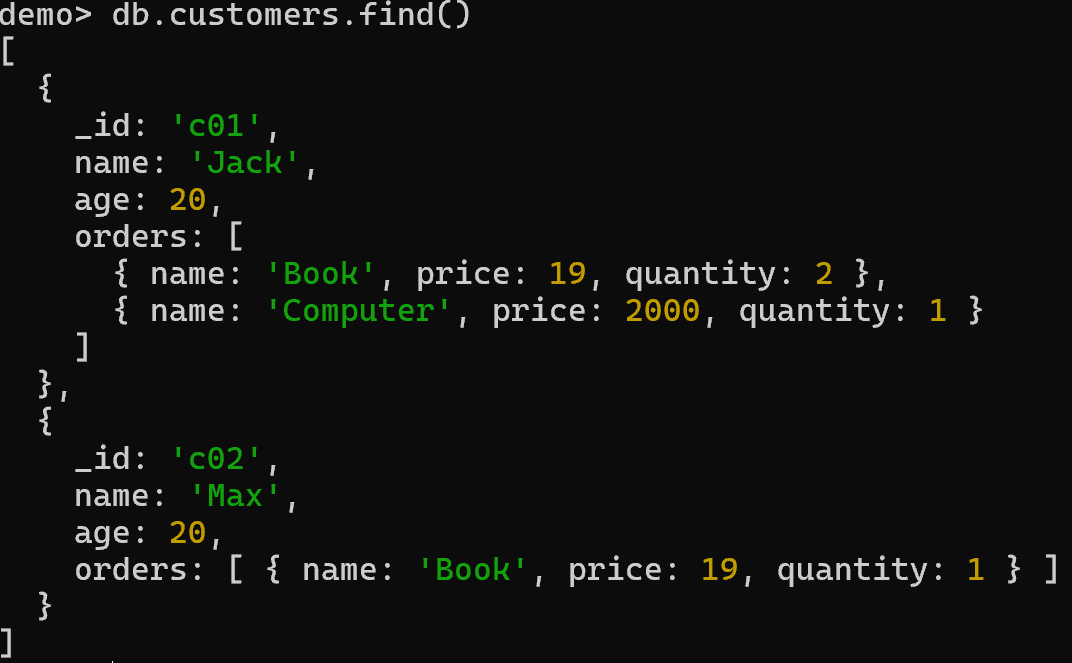 demo> db.customers.find()
[
  {
    _id: 'c01',
    name: 'Jack',
    age: 20,
    orders: [
      { name: 'Book', price: 19, quantity: 2 },
      { name: 'Computer', price: 2000, quantity: 1 }
    ]
  },
  {
    _id: 'c02',
    name: 'Max',
    age: 20,
    orders: [ { name: 'Book', price: 19, quantity: 1 } ]
  }
]